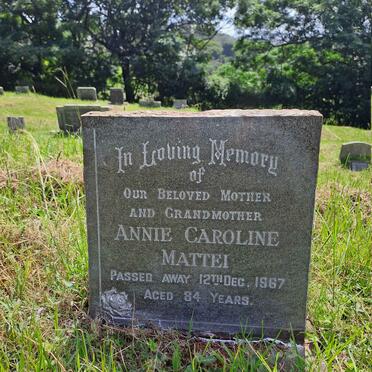 In Loving Memory
of
Our Beloved Mother
and Grandmother
Annie Caroline
Mattei
Passed away 12th Dec. 1967
Aged 84 Years.